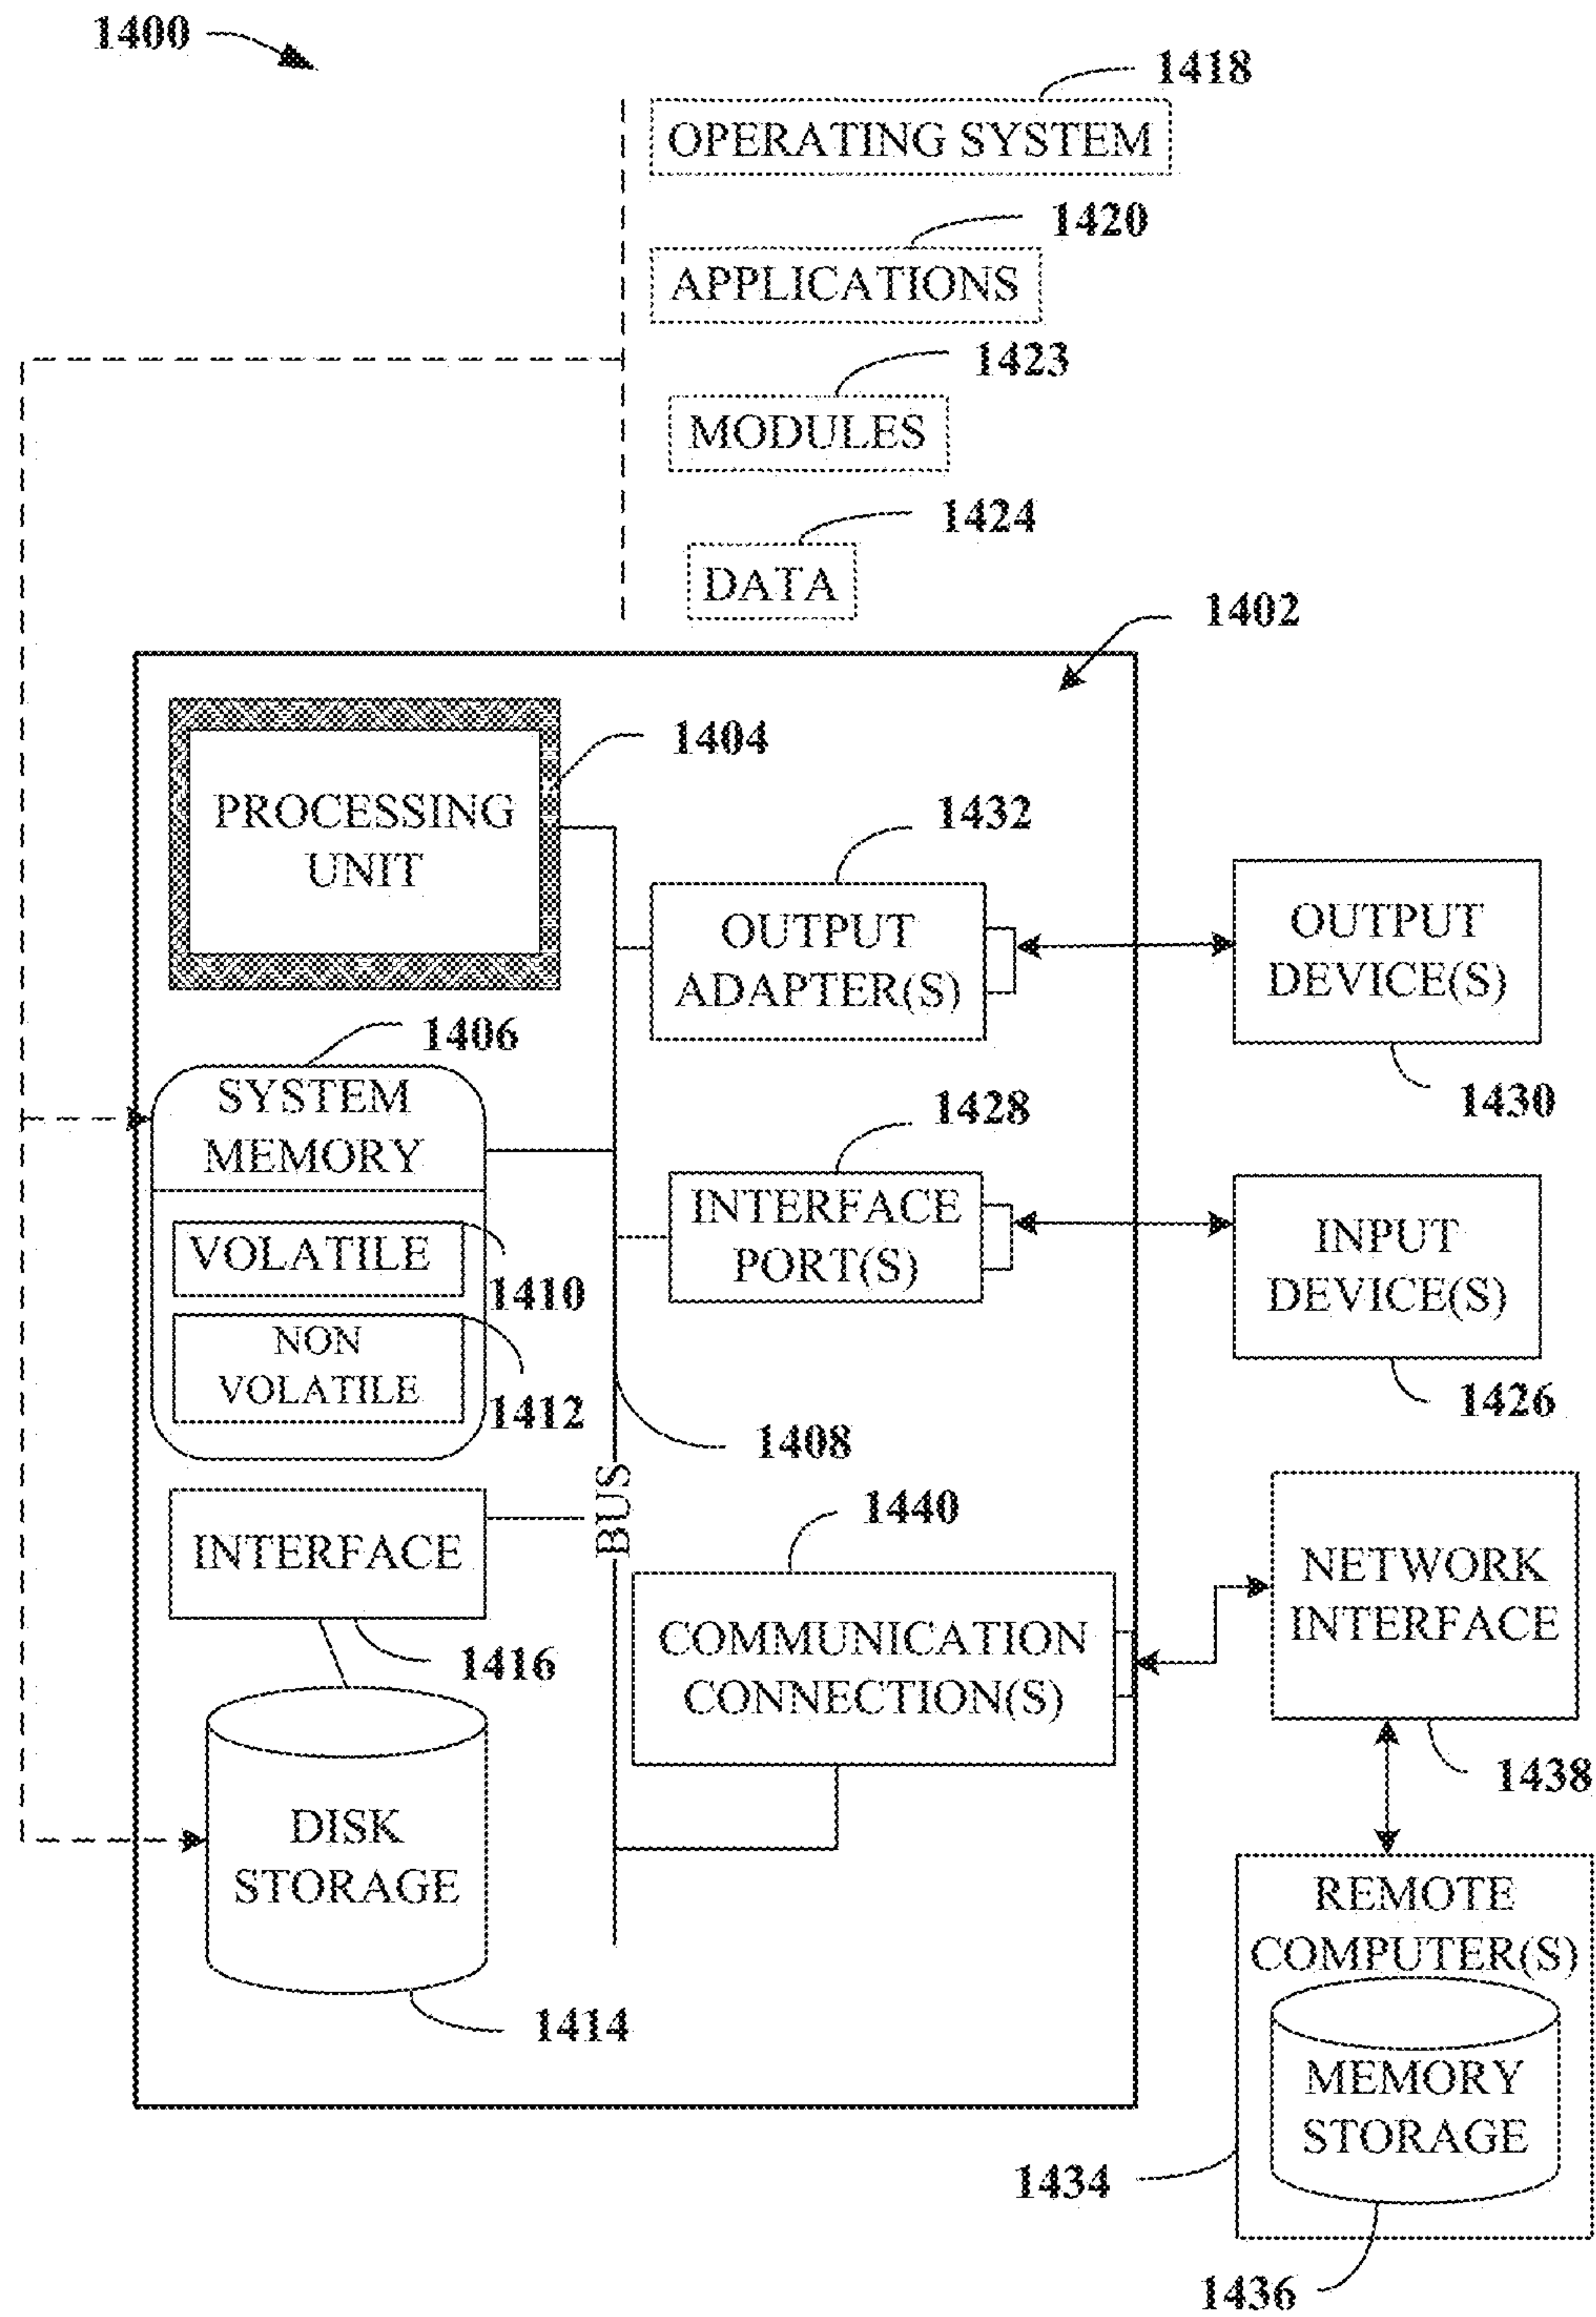 1400
1418
OPERATING SYSTEM
1420
APPLICATIONS
1423
MODULES
1424
DATA
1402
1404
PROCESSING
UNIT
1432
OUTPUT
ADAPTER(S)
OUTPUT
DEVICE(S)
1430
1406
SYSTEM
MEMORY
VOLATILE
1410
NON
VOLATILE
1412
1428
INTERFACE
PORT(S)
INPUT
DEVICE(S)
1426
1408
BUS
INTERFACE
1416
1440
COMMUNICATION
CONNECTION(S)
NETWORK
INTERFACE
1438
DISK
STORAGE
1414
REMOTE
COMPUTER(S)
MEMORY
STORAGE
1434
1436